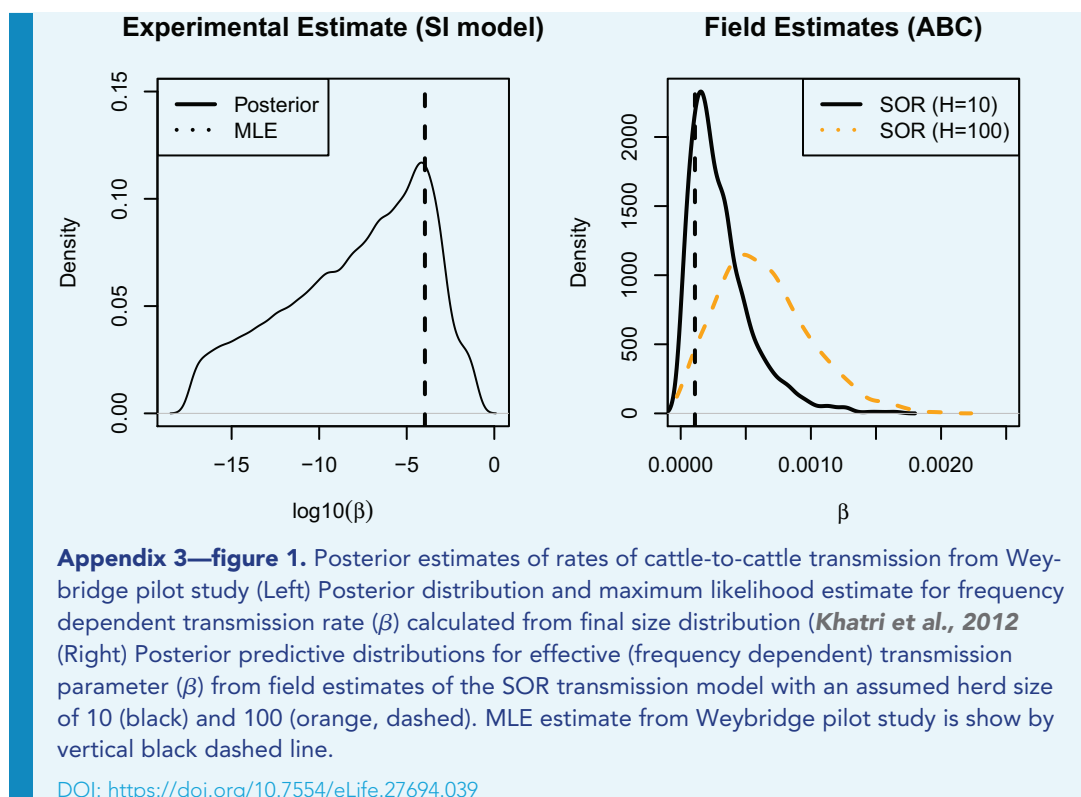 Experimental Estimate (SI model)
Field Estimates (ABC)
Posterior
MLE
0.15
0.10
0.05
0.00
Density
−15
−10
−5
0
log10(β)
SOR (H=10)
SOR (H=100)
2000
1500
1000
500
0
Density
0.0000
0.0010
0.0020
β
Appendix 3—figure 1. Posterior estimates of rates of cattle-to-cattle transmission from Wey-
bridge pilot study (Left) Posterior distribution and maximum likelihood estimate for frequency
dependent transmission rate (β) calculated from final size distribution (Khatri et al., 2012
(Right) Posterior predictive distributions for effective (frequency dependent) transmission
parameter (β) from field estimates of the SOR transmission model with an assumed herd size
of 10 (black) and 100 (orange, dashed). MLE estimate from Weybridge pilot study is show by
vertical black dashed line.
DOI: https://doi.org/10.7554/eLife.27694.039